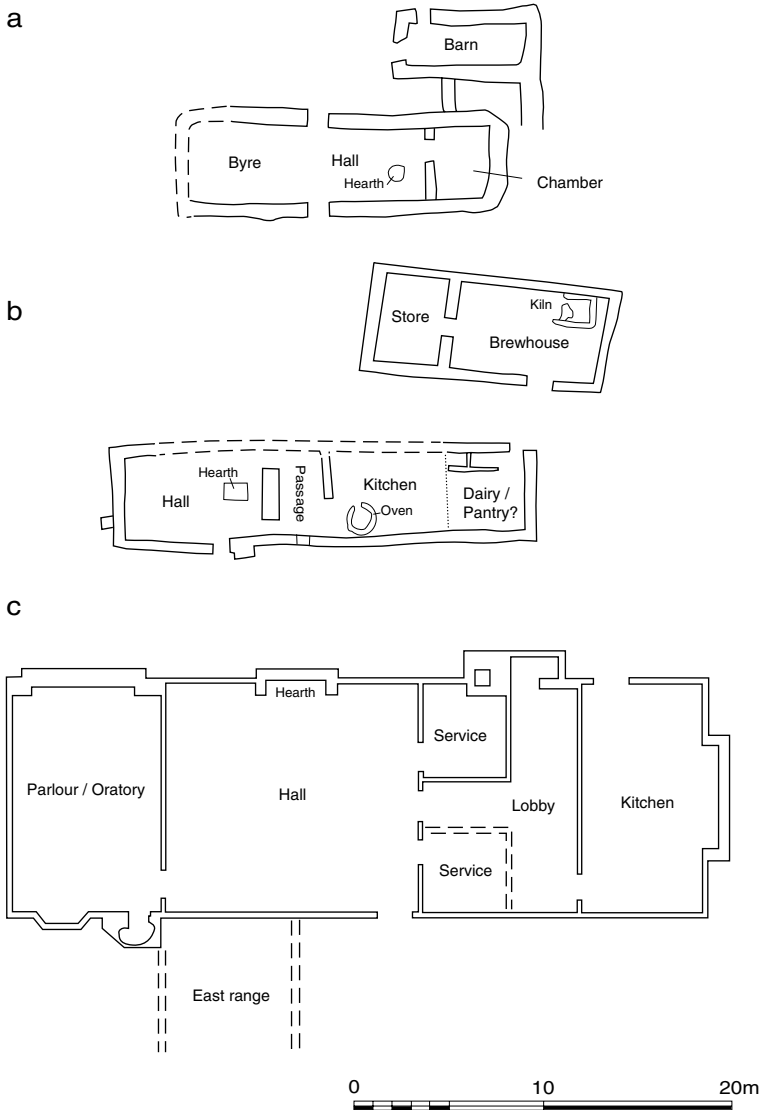 a
Barn
Byre
Hall
Hearth
Chamber
b
Store
Kiln
Brewhouse
Hearth
Hall
Passage
Kitchen
Oven
Dairy /
Pantry?
c
Hearth
Service
Parlour / Oratory
Hall
Lobby
Kitchen
Service
East range
0 10 20m